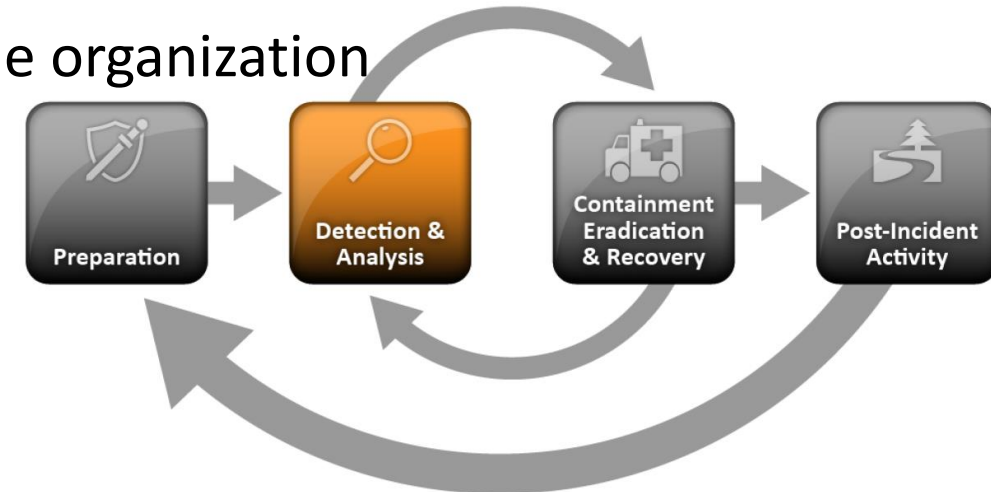 e organization
Preparation
Detection &
Analysis
Containment
Eradication
& Recovery
Post-Incident
Activity